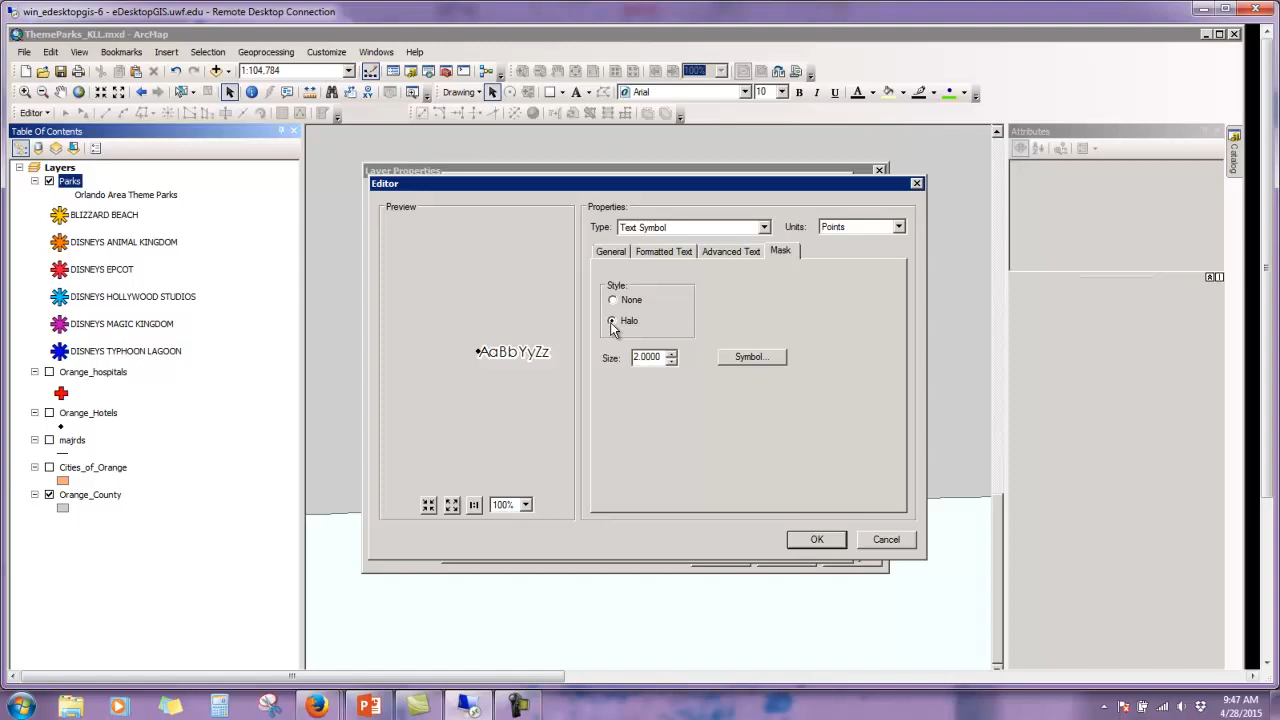 win_edesktopgis-6 - eDesktopGIS.uwf.edu - Remote Desktop Connection
ThemeParks_KLL.mxd - ArcMap
File Edit View Bookmarks Insert Selection Geoprocessing Customize Windows Help
1:104,784
100%
Drawing
A
Arial
10
B I U A
Editor
Table Of Contents
Attributes
Catalog
Layers
Parks
Orlando Area Theme Parks
BLIZZARD BEACH
DISNEYS ANIMAL KINGDOM
DISNEYS EPCOT
DISNEYS HOLLYWOOD STUDIOS
DISNEYS MAGIC KINGDOM
DISNEYS TYPHOON LAGOON
Orange_hospitals
Orange_Hotels
majrds
Cities_of_Orange
Orange_County
Layer Properties
Editor
Preview
AaBbYyZz
100%
Properties:
Type: Text Symbol Units: Points
General Formatted Text Advanced Text Mask
Style:
None
Halo
Size: 2.0000 Symbol...
OK Cancel
9:47 AM
4/28/2015